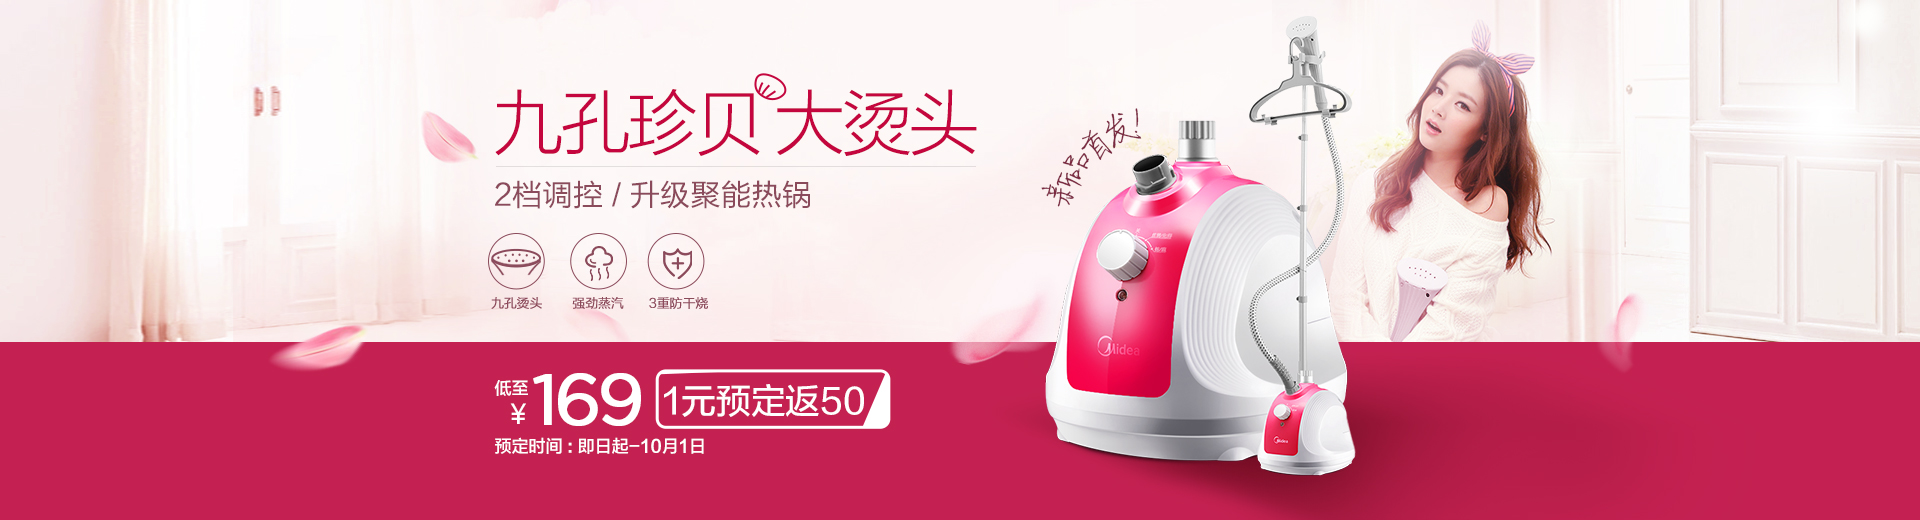 九孔珍贝大烫头
2档调控 / 升级聚能热锅
九孔烫头
强劲蒸汽
3重防干烧
新品首发!
Midea
低至
¥169
1元预定返50
预定时间：即日起-10月1日
Midea